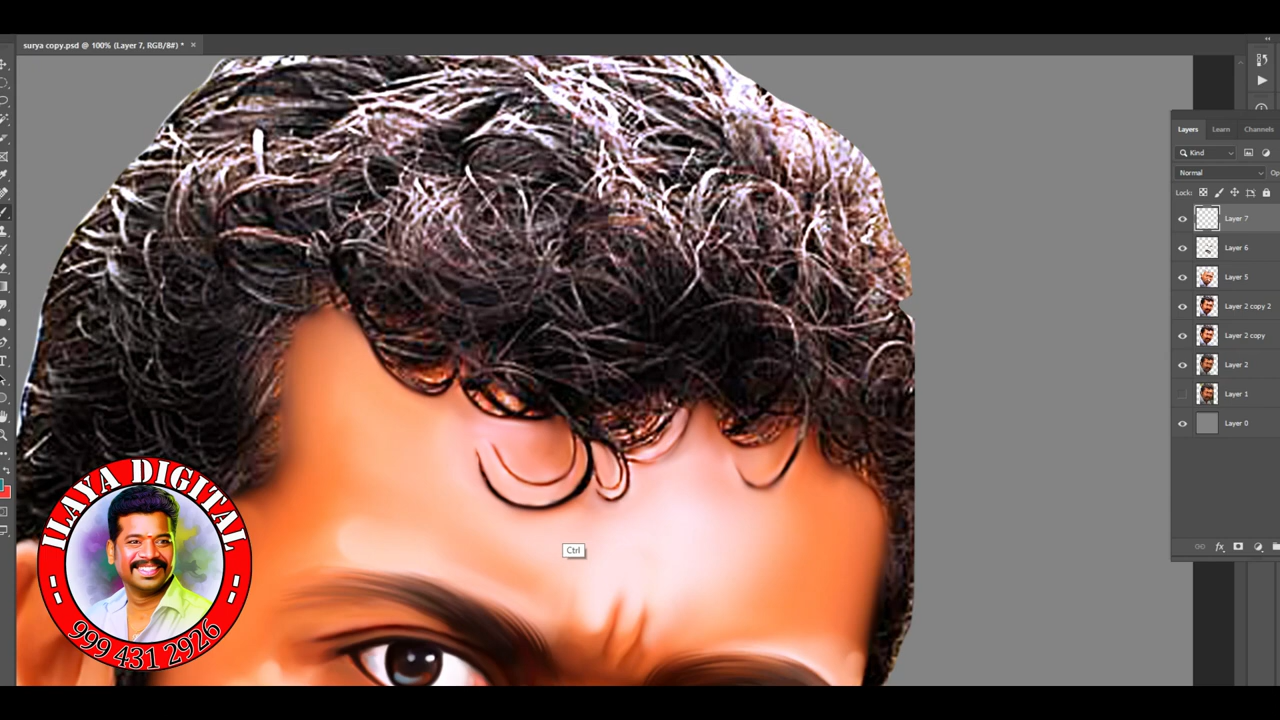 surya copy.psd @ 100% (Layer 7, RGB/8#) *
Layers Learn Channels
Kind
Normal
Lock:
Layer 7
Layer 6
Layer 5
Layer 2 copy 2
Layer 2 copy
Layer 2
Layer 1
Layer 0
fx
Ctrl
ILAYA DIGITAL
999 431 2926